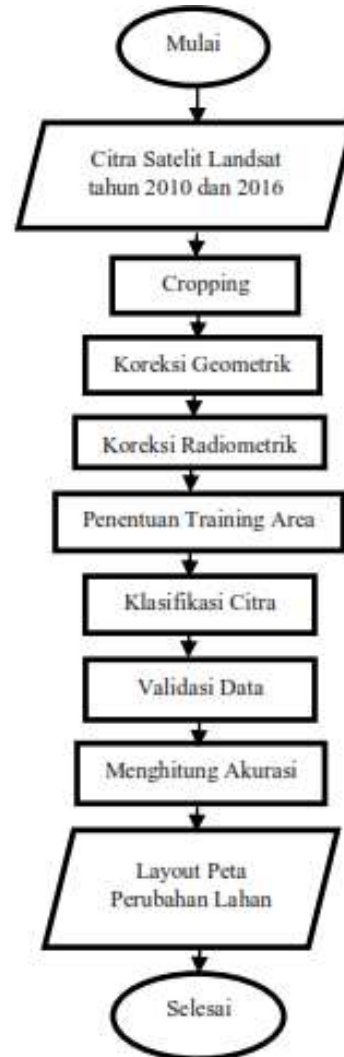 Mulai
Citra Satelit Landsat
tahun 2010 dan 2016
Cropping
Koreksi Geometrik
Koreksi Radiometrik
Penentuan Training Area
Klasifikasi Citra
Validasi Data
Menghitung Akurasi
Layout Peta
Perubahan Lahan
Selesai